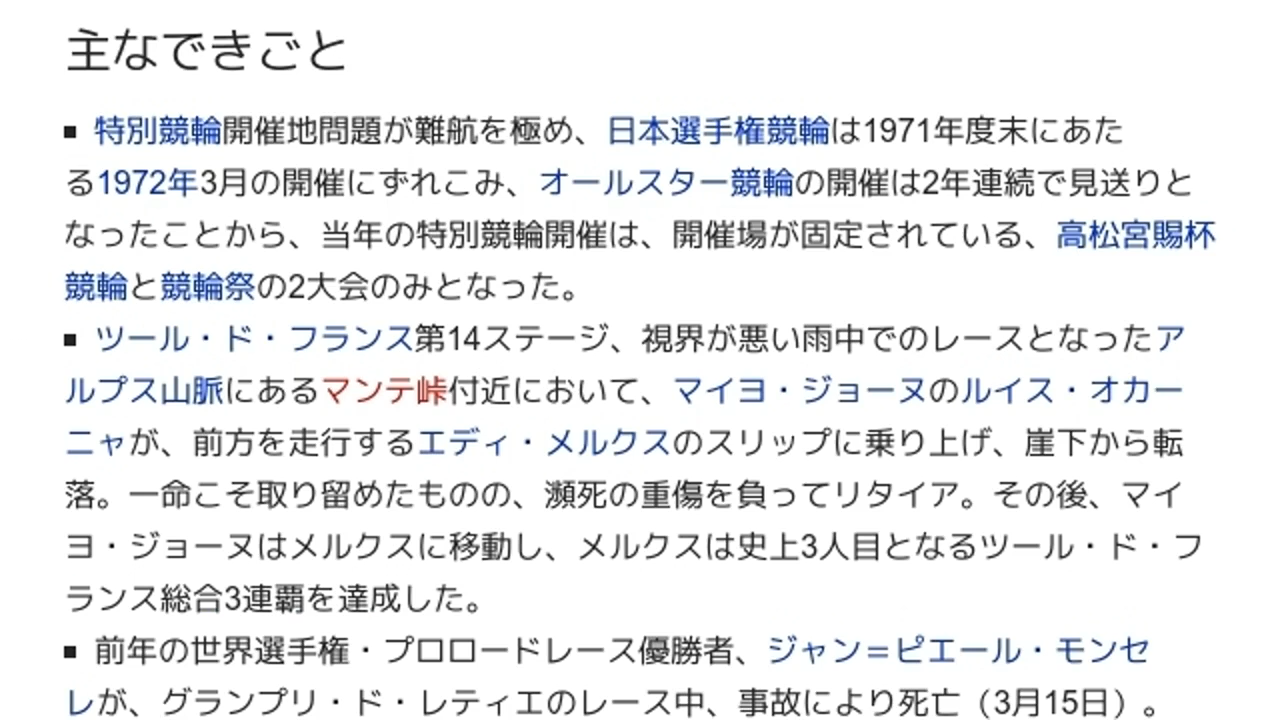 主なできごと
▪ 特別競輪開催地問題が難航を極め、日本選手権競輪は1971年度末にあた
る1972年3月の開催にずれこみ、オールスター競輪の開催は2年連続で見送りと
なったことから、当年の特別競輪開催は、開催場が固定されている、高松宮賜杯
競輪と競輪祭の2大会のみとなった。
▪ ツール・ド・フランス第14ステージ、視界が悪い雨中でのレースとなったア
ルプス山脈にあるマンテ峠付近において、マイヨ・ジョーヌのルイス・オカー
ニャが、前方を走行するエディ・メルクスのスリップに乗り上げ、崖下から転
落。一命こそ取り留めたものの、瀕死の重傷を負ってリタイア。その後、マイ
ヨ・ジョーヌはメルクスに移動し、メルクスは史上3人目となるツール・ド・フ
ランス総合3連覇を達成した。
▪ 前年の世界選手権・プロロードレース優勝者、ジャン=ピエール・モンセ
レが、グランプリ・ド・レティエのレース中、事故により死亡（3月15日）。